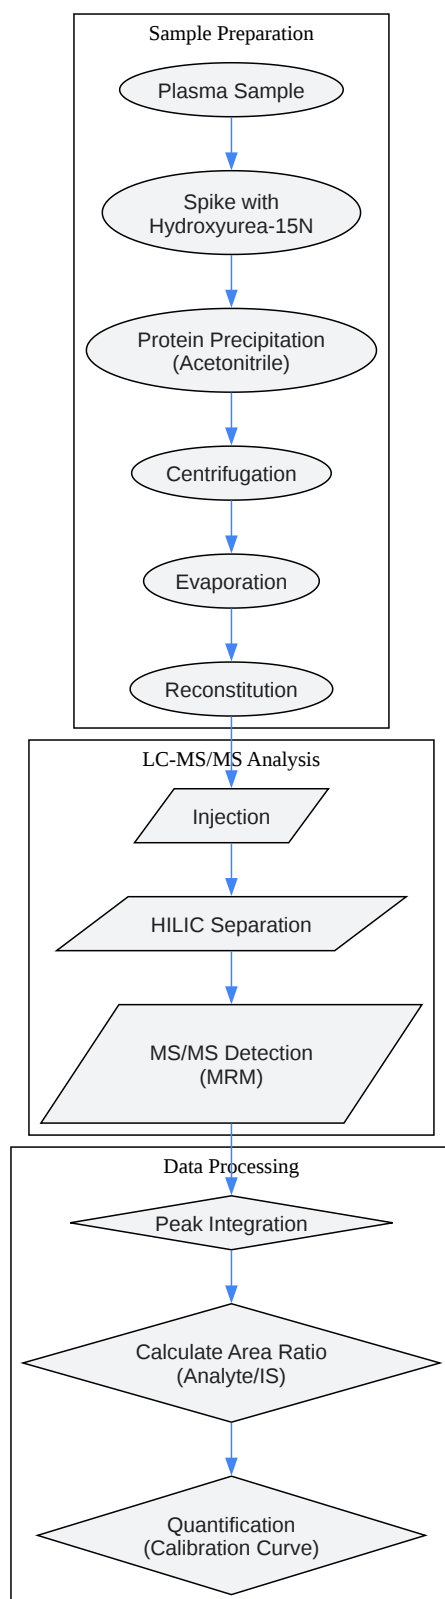 Sample Preparation
Plasma Sample
Spike with
Hydroxyurea-15N
Protein Precipitation
(Acetonitrile)
Centrifugation
Evaporation
Reconstitution
LC-MS/MS Analysis
Injection
HILIC Separation
MS/MS Detection
(MRM)
Data Processing
Peak Integration
Calculate Area Ratio
(Analyte/IS)
Quantification
(Calibration Curve)